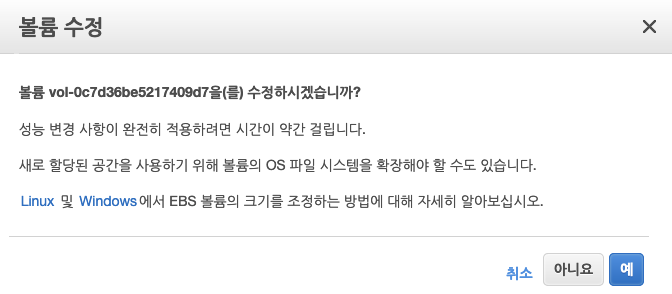 볼륨 수정
볼륨 vol-0c7d36be5217409d7을(를) 수정하시겠습니까?
성능 변경 사항이 완전히 적용하려면 시간이 약간 걸립니다.
새로 할당된 공간을 사용하기 위해 볼륨의 OS 파일 시스템을 확장해야 할 수도 있습니다.
Linux 및 Windows에서 EBS 볼륨의 크기를 조정하는 방법에 대해 자세히 알아보십시오.
취소 아니요 예